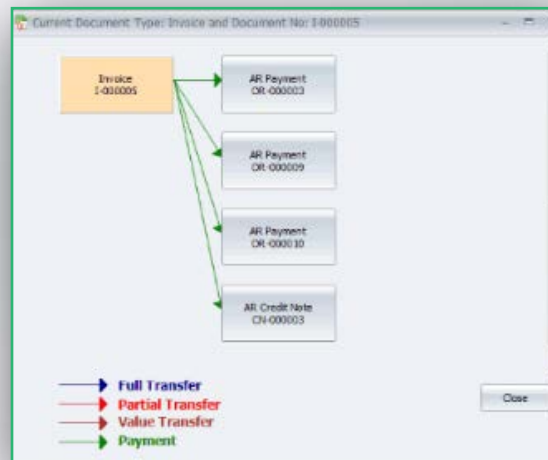 Current Document Type: Invoice and Document No: I-000005
Invoice
I-000005
AR Payment
OR-000003
AR Payment
OR-000009
AR Payment
OR-000010
AR Credit Note
CN-000003
Full Transfer
Partial Transfer
Value Transfer
Payment
Close